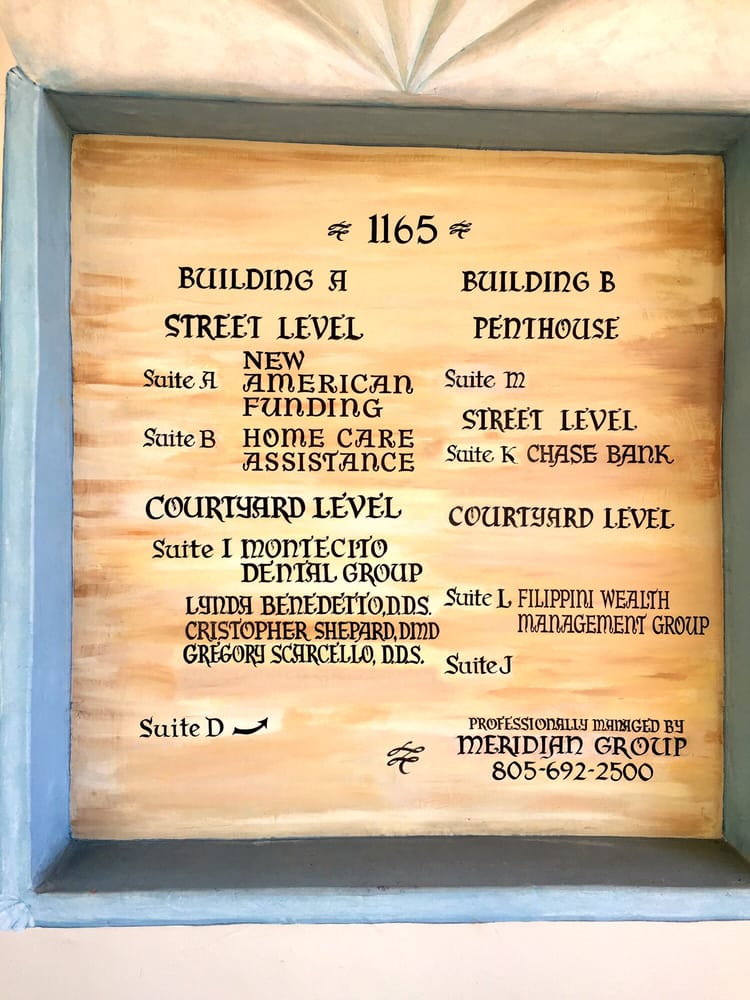 1165
BUILDING A
STREET LEVEL
Suite A NEW
AMERICAN
FUNDING
Suite B HOME CARE
ASSISTANCE
COURTYARD LEVEL
Suite I MONTECITO
DENTAL GROUP
LYNDA BENEDETTO, D.D.S.
CRISTOPHER SHEPARD, DMD
GREGORY SCARCELLO, D.D.S.
Suite D
BUILDING B
PENTHOUSE
Suite M
STREET LEVEL
Suite K CHASE BANK
COURTYARD LEVEL
Suite L FILIPPINI WEALTH
MANAGEMENT GROUP
Suite J
PROFESSIONALLY MANAGED BY
MERIDIAN GROUP
805-692-2500